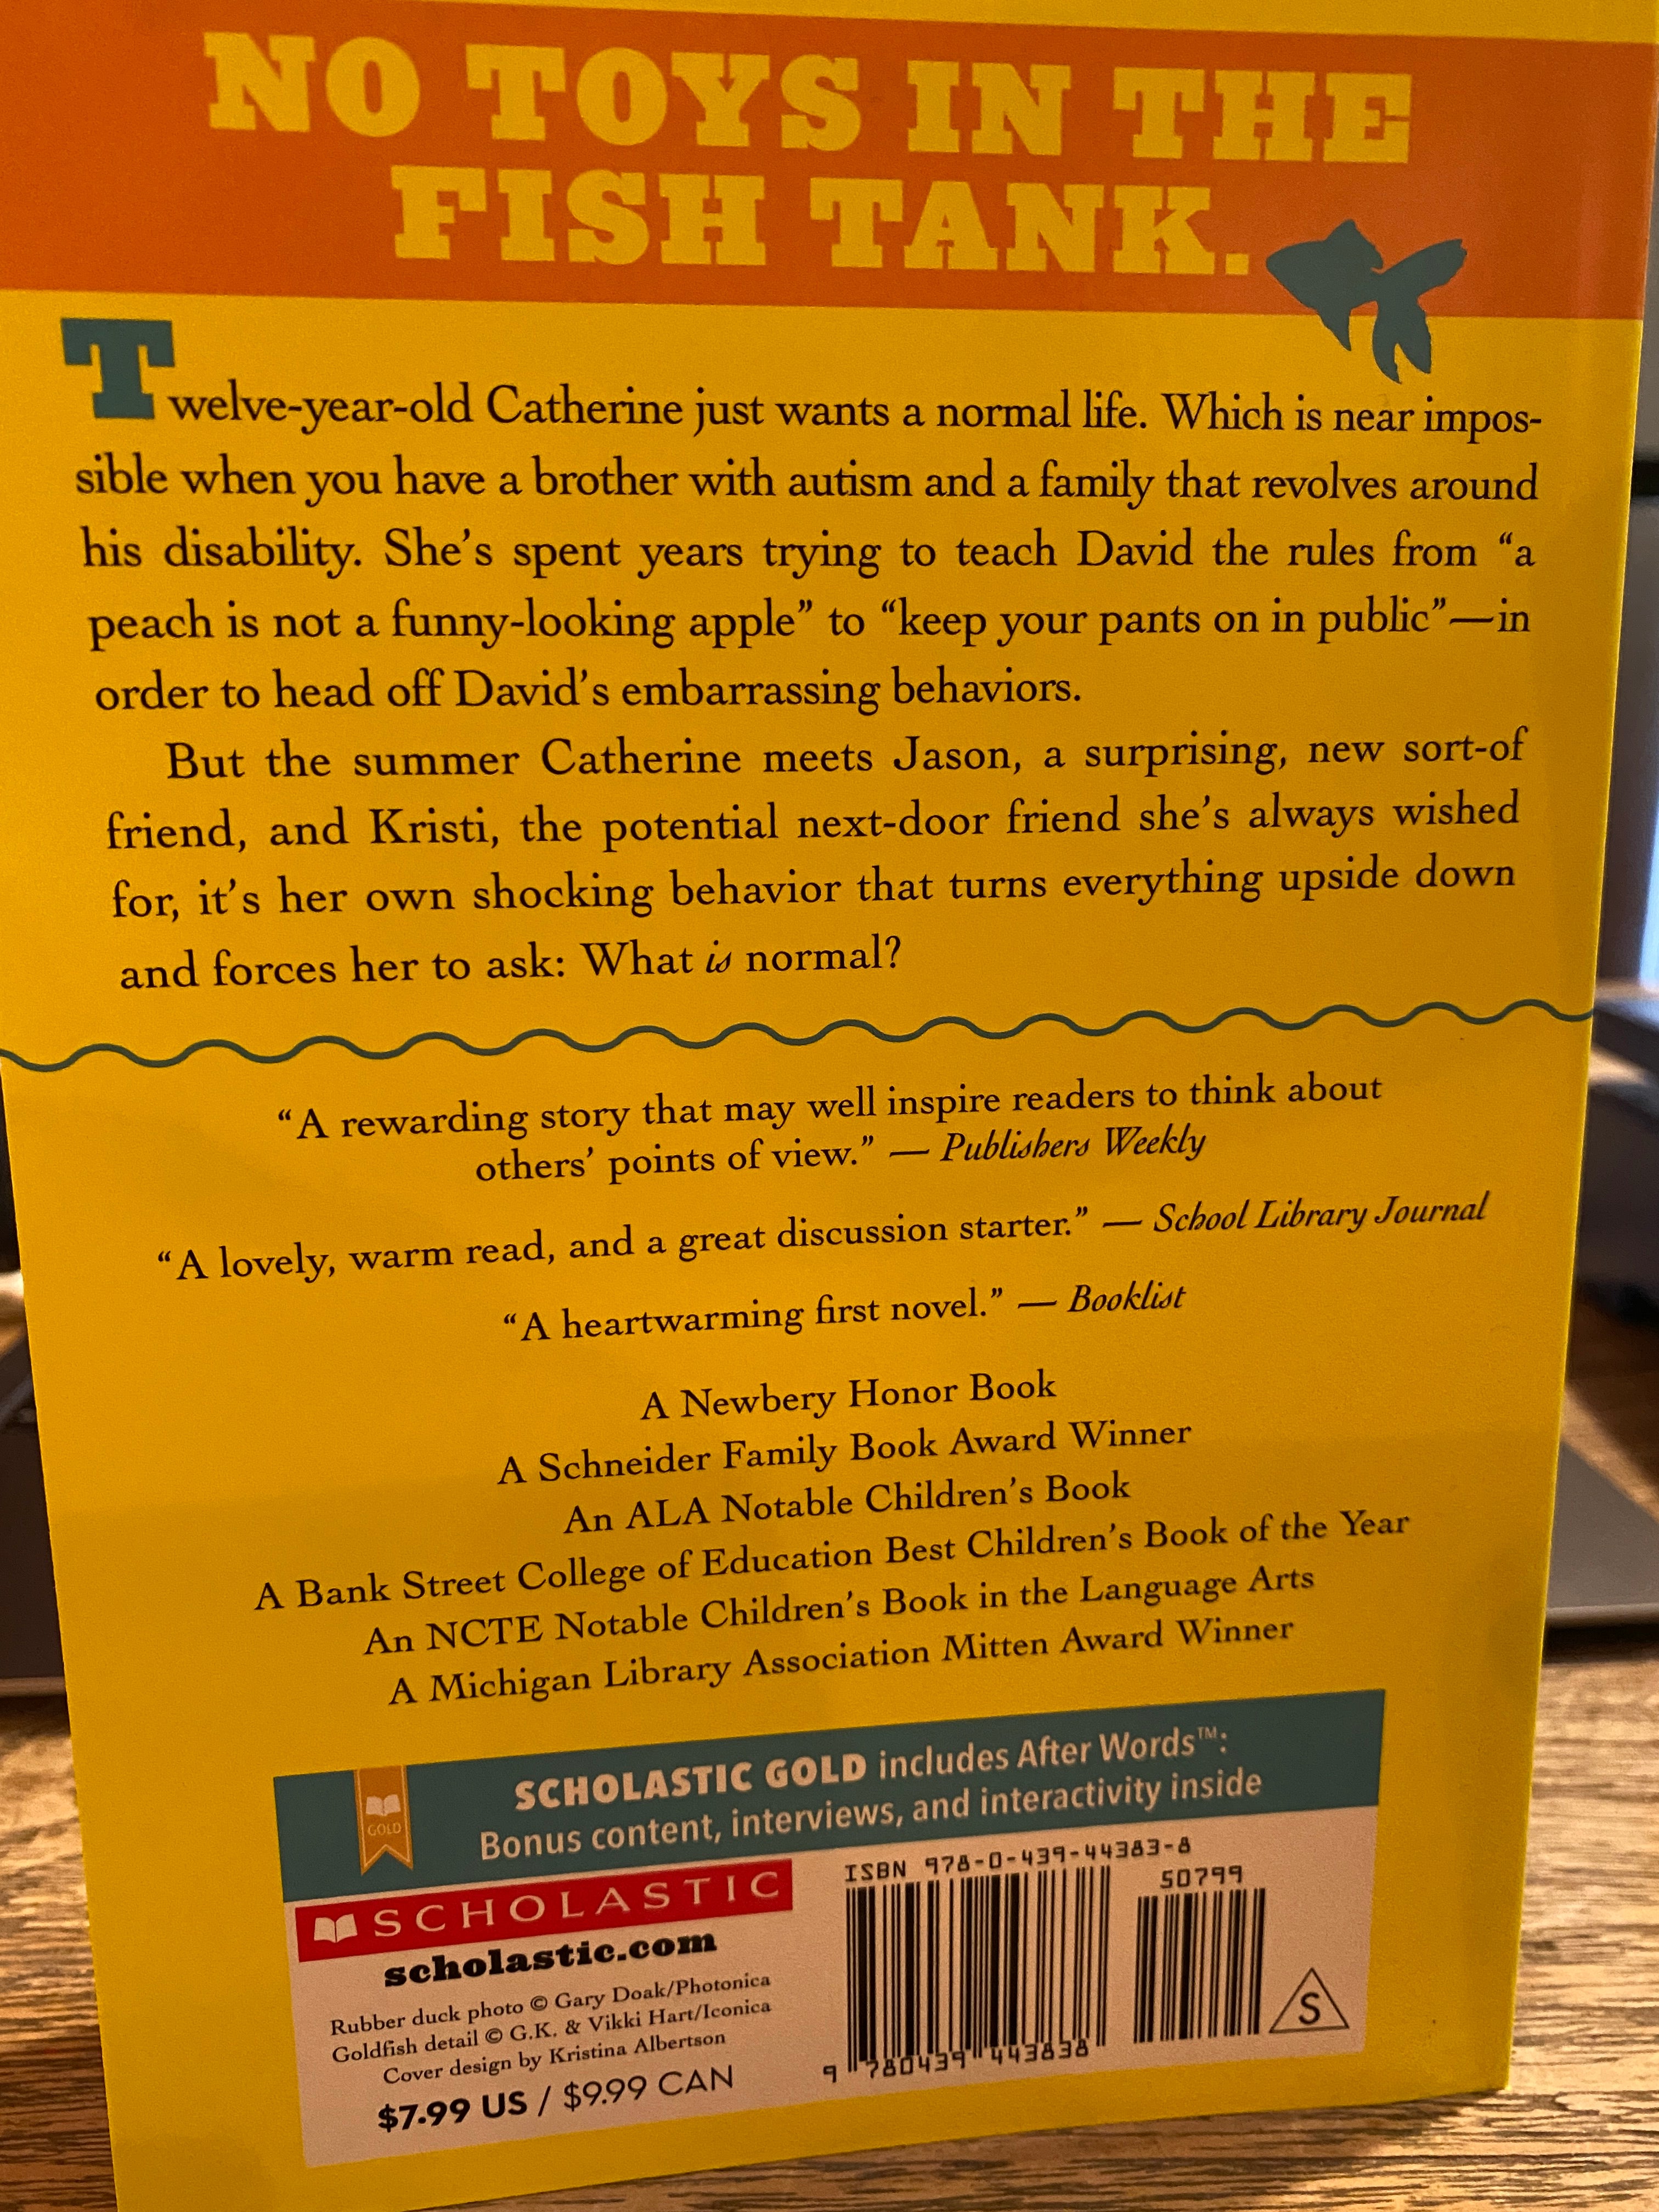 NO TOYS IN THE
FISH TANK.
Twelve-year-old Catherine just wants a normal life. Which is near impos-
sible when you have a brother with autism and a family that revolves around
his disability. She's spent years trying to teach David the rules from “a
peach is not a funny-looking apple” to “keep your pants on in public”—in
order to head off David's embarrassing behaviors.
But the summer Catherine meets Jason, a surprising, new sort-of
friend, and Kristi, the potential next-door friend she's always wished
for, it's her own shocking behavior that turns everything upside down
and forces her to ask: What is normal?
“A rewarding story that may well inspire readers to think about
others' points of view.” — Publishers Weekly
“A lovely, warm read, and a great discussion starter.” — School Library Journal
“A heartwarming first novel.” — Booklist
A Newbery Honor Book
A Schneider Family Book Award Winner
An ALA Notable Children's Book
A Bank Street College of Education Best Children's Book of the Year
An NCTE Notable Children's Book in the Language Arts
A Michigan Library Association Mitten Award Winner
GOLD
SCHOLASTIC GOLD includes After Words™:
Bonus content, interviews, and interactivity inside
SCHOLASTIC
scholastic.com
Rubber duck photo © Gary Doak/Photonica
Goldfish detail © G.K. & Vikki Hart/Iconica
Cover design by Kristina Albertson
$7.99 US / $9.99 CAN
ISBN 978-0-439-44383-8
50799
9 780439 443838
S